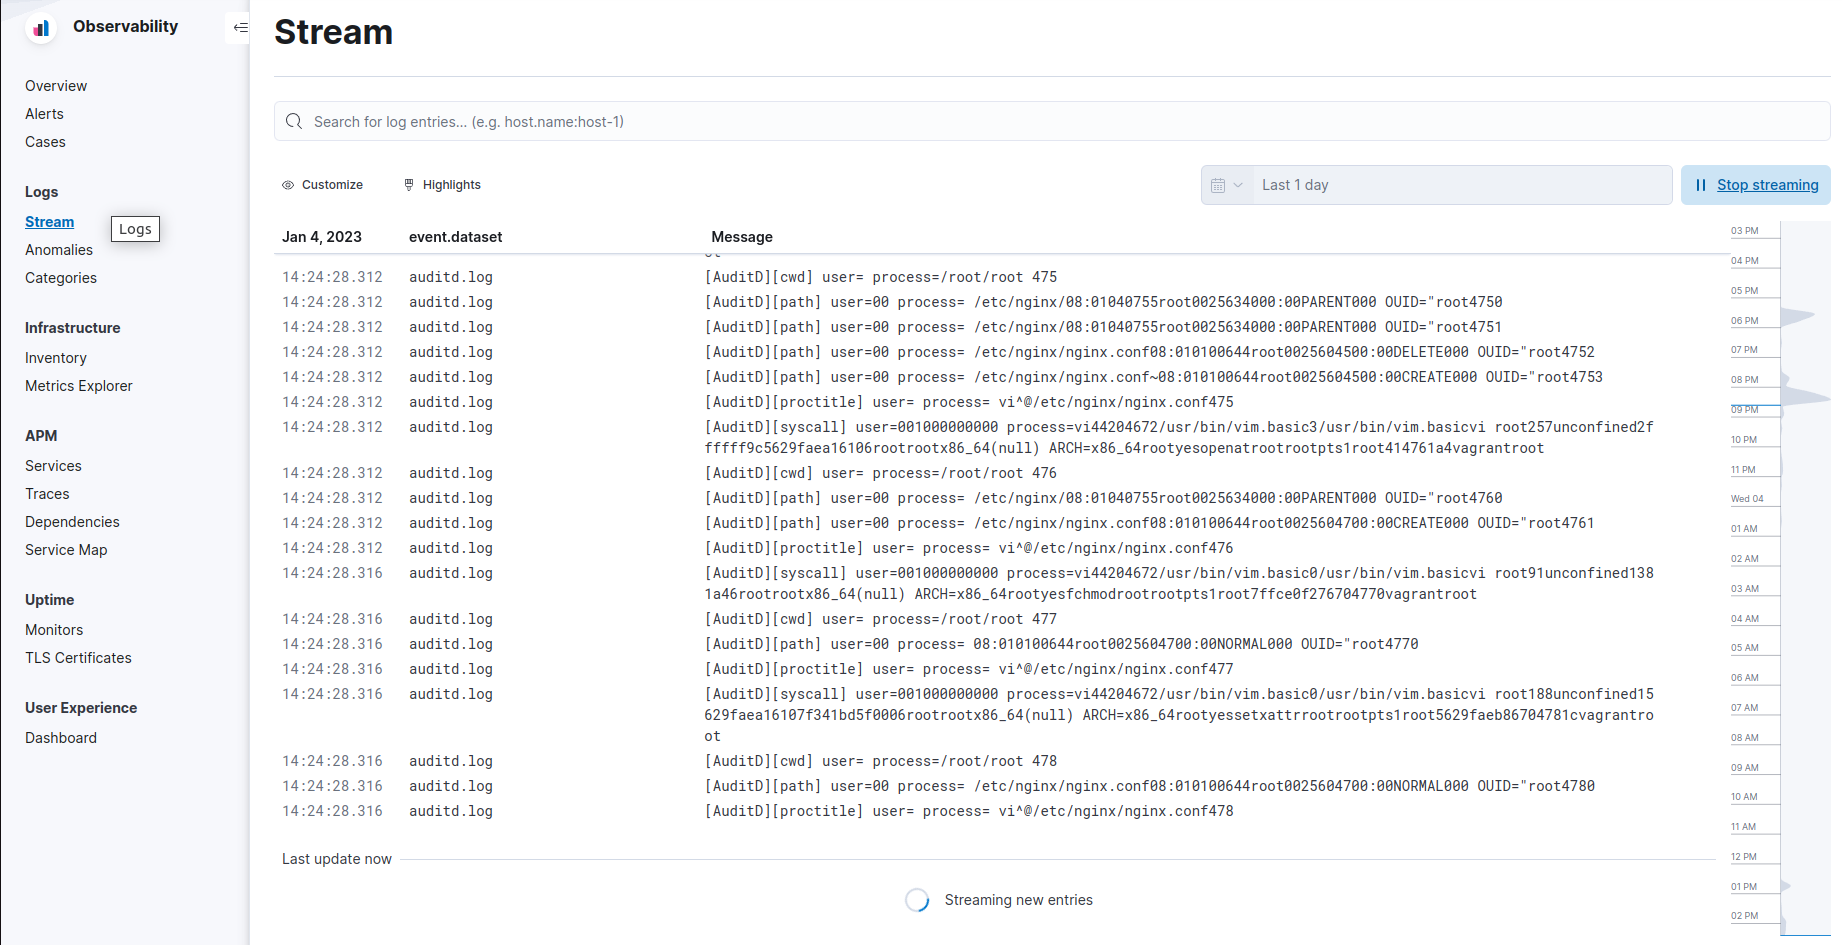 Observability
Overview
Alerts
Cases
Logs
Stream
Logs
Anomalies
Categories
Infrastructure
Inventory
Metrics Explorer
APM
Services
Traces
Dependencies
Service Map
Uptime
Monitors
TLS Certificates
User Experience
Dashboard
Stream
Search for log entries... (e.g. host.name:host-1)
Customize Highlights Last 1 day Stop streaming
Jan 4, 2023 event.dataset Message
14:24:28.312 auditd.log [AuditD][cwd] user= process=/root/root 475
14:24:28.312 auditd.log [AuditD][path] user=00 process= /etc/nginx/08:01040755root0025634000:00PARENT000 OUID="root4750
14:24:28.312 auditd.log [AuditD][path] user=00 process= /etc/nginx/08:01040755root0025634000:00PARENT000 OUID="root4751
14:24:28.312 auditd.log [AuditD][path] user=00 process= /etc/nginx/nginx.conf08:010100644root0025604500:00DELETE000 OUID="root4752
14:24:28.312 auditd.log [AuditD][path] user=00 process= /etc/nginx/nginx.conf~08:010100644root0025604500:00CREATE000 OUID="root4753
14:24:28.312 auditd.log [AuditD][proctitle] user= process= vi^@/etc/nginx/nginx.conf475
14:24:28.312 auditd.log [AuditD][syscall] user=001000000000 process=vi44204672/usr/bin/vim.basic3/usr/bin/vim.basicvi root257unconfined2f
fffff9c5629faea16106rootrootx86_64(null) ARCH=x86_64rootyesopenatrootrootpts1root414761a4vagrantroot
14:24:28.312 auditd.log [AuditD][cwd] user= process=/root/root 476
14:24:28.312 auditd.log [AuditD][path] user=00 process= /etc/nginx/08:01040755root0025634000:00PARENT000 OUID="root4760
14:24:28.312 auditd.log [AuditD][path] user=00 process= /etc/nginx/nginx.conf08:010100644root0025604700:00CREATE000 OUID="root4761
14:24:28.312 auditd.log [AuditD][proctitle] user= process= vi^@/etc/nginx/nginx.conf476
14:24:28.316 auditd.log [AuditD][syscall] user=001000000000 process=vi44204672/usr/bin/vim.basic0/usr/bin/vim.basicvi root91unconfined138
1a46rootrootx86_64(null) ARCH=x86_64rootyesfchmodrootrootpts1root7ffce0f276704770vagrantroot
14:24:28.316 auditd.log [AuditD][cwd] user= process=/root/root 477
14:24:28.316 auditd.log [AuditD][path] user=00 process= 08:010100644root0025604700:00NORMAL000 OUID="root4770
14:24:28.316 auditd.log [AuditD][proctitle] user= process= vi^@/etc/nginx/nginx.conf477
14:24:28.316 auditd.log [AuditD][syscall] user=001000000000 process=vi44204672/usr/bin/vim.basic0/usr/bin/vim.basicvi root188unconfined15
629faea16107f341bd5f0006rootrootx86_64(null) ARCH=x86_64rootyessetxattrrootrootpts1root5629faeb86704781cvagrantro
ot
14:24:28.316 auditd.log [AuditD][cwd] user= process=/root/root 478
14:24:28.316 auditd.log [AuditD][path] user=00 process= /etc/nginx/nginx.conf08:010100644root0025604700:00NORMAL000 OUID="root4780
14:24:28.316 auditd.log [AuditD][proctitle] user= process= vi^@/etc/nginx/nginx.conf478
Last update now
Streaming new entries
03 PM
04 PM
05 PM
06 PM
07 PM
08 PM
09 PM
10 PM
11 PM
Wed 04
01 AM
02 AM
03 AM
04 AM
05 AM
06 AM
07 AM
08 AM
09 AM
10 AM
11 AM
12 PM
01 PM
02 PM